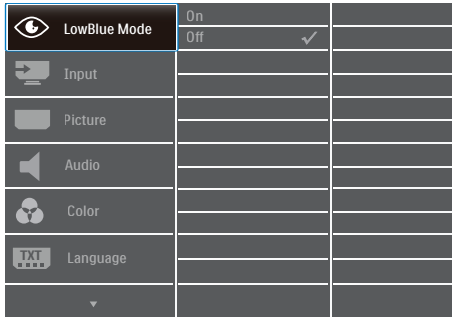 LowBlue Mode
On
Off
Input
Picture
Audio
Color
TXT
Language